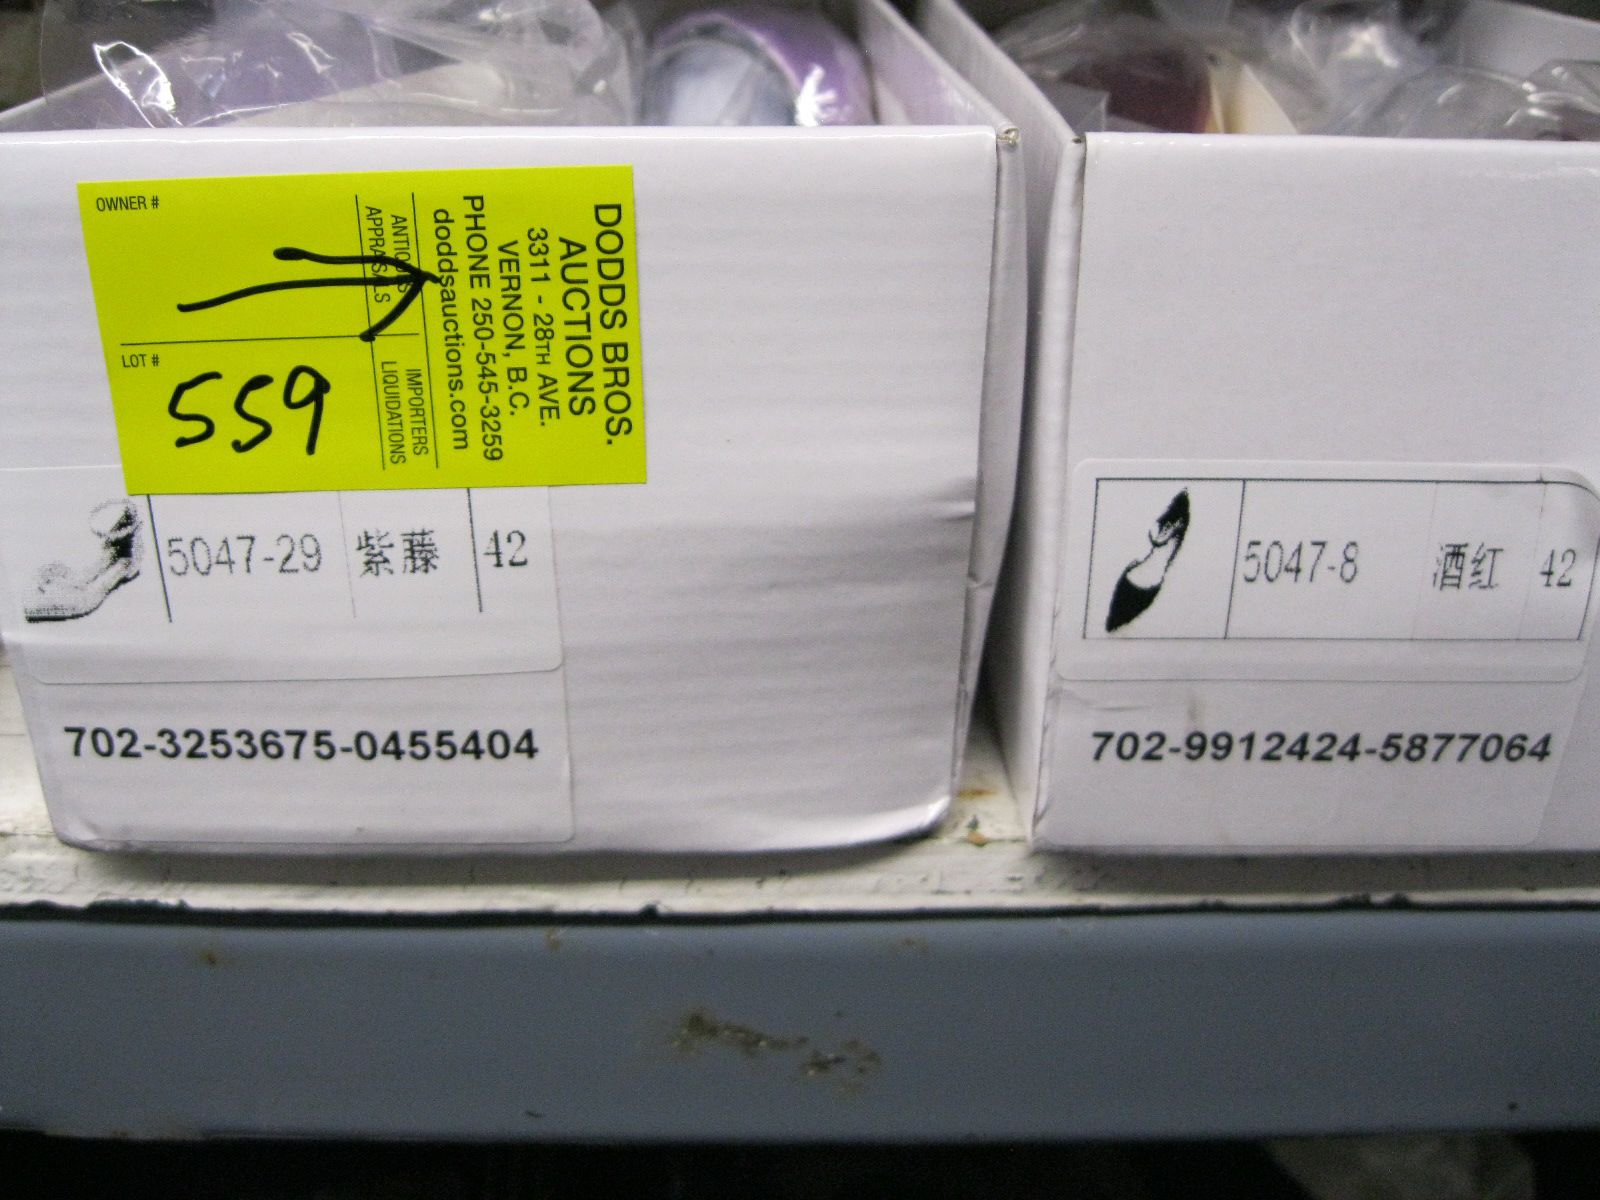 DODDS BROS.
AUCTIONS
3311 - 28TH AVE.
VERNON, B.C.
PHONE 250-545-3259
doddsauctions.com
ANTIQUES
APPRAISALS
IMPORTERS
LIQUIDATIONS
OWNER #
LOT #
559
5047-29 紫藤 42
702-3253675-0455404
5047-8 酒红 42
702-9912424-5877064